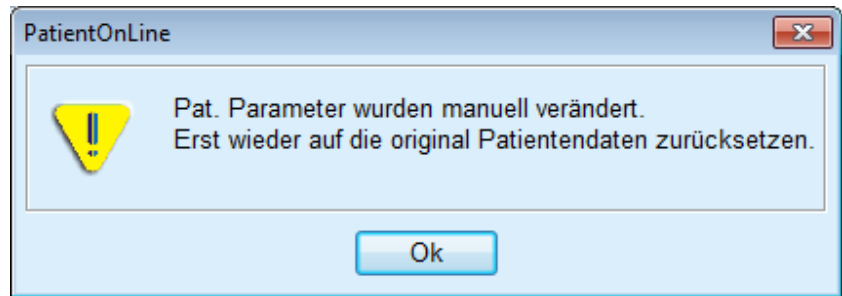 PatientOnLine
Pat. Parameter wurden manuell verändert.
Erst wieder auf die original Patientendaten zurücksetzen.
Ok